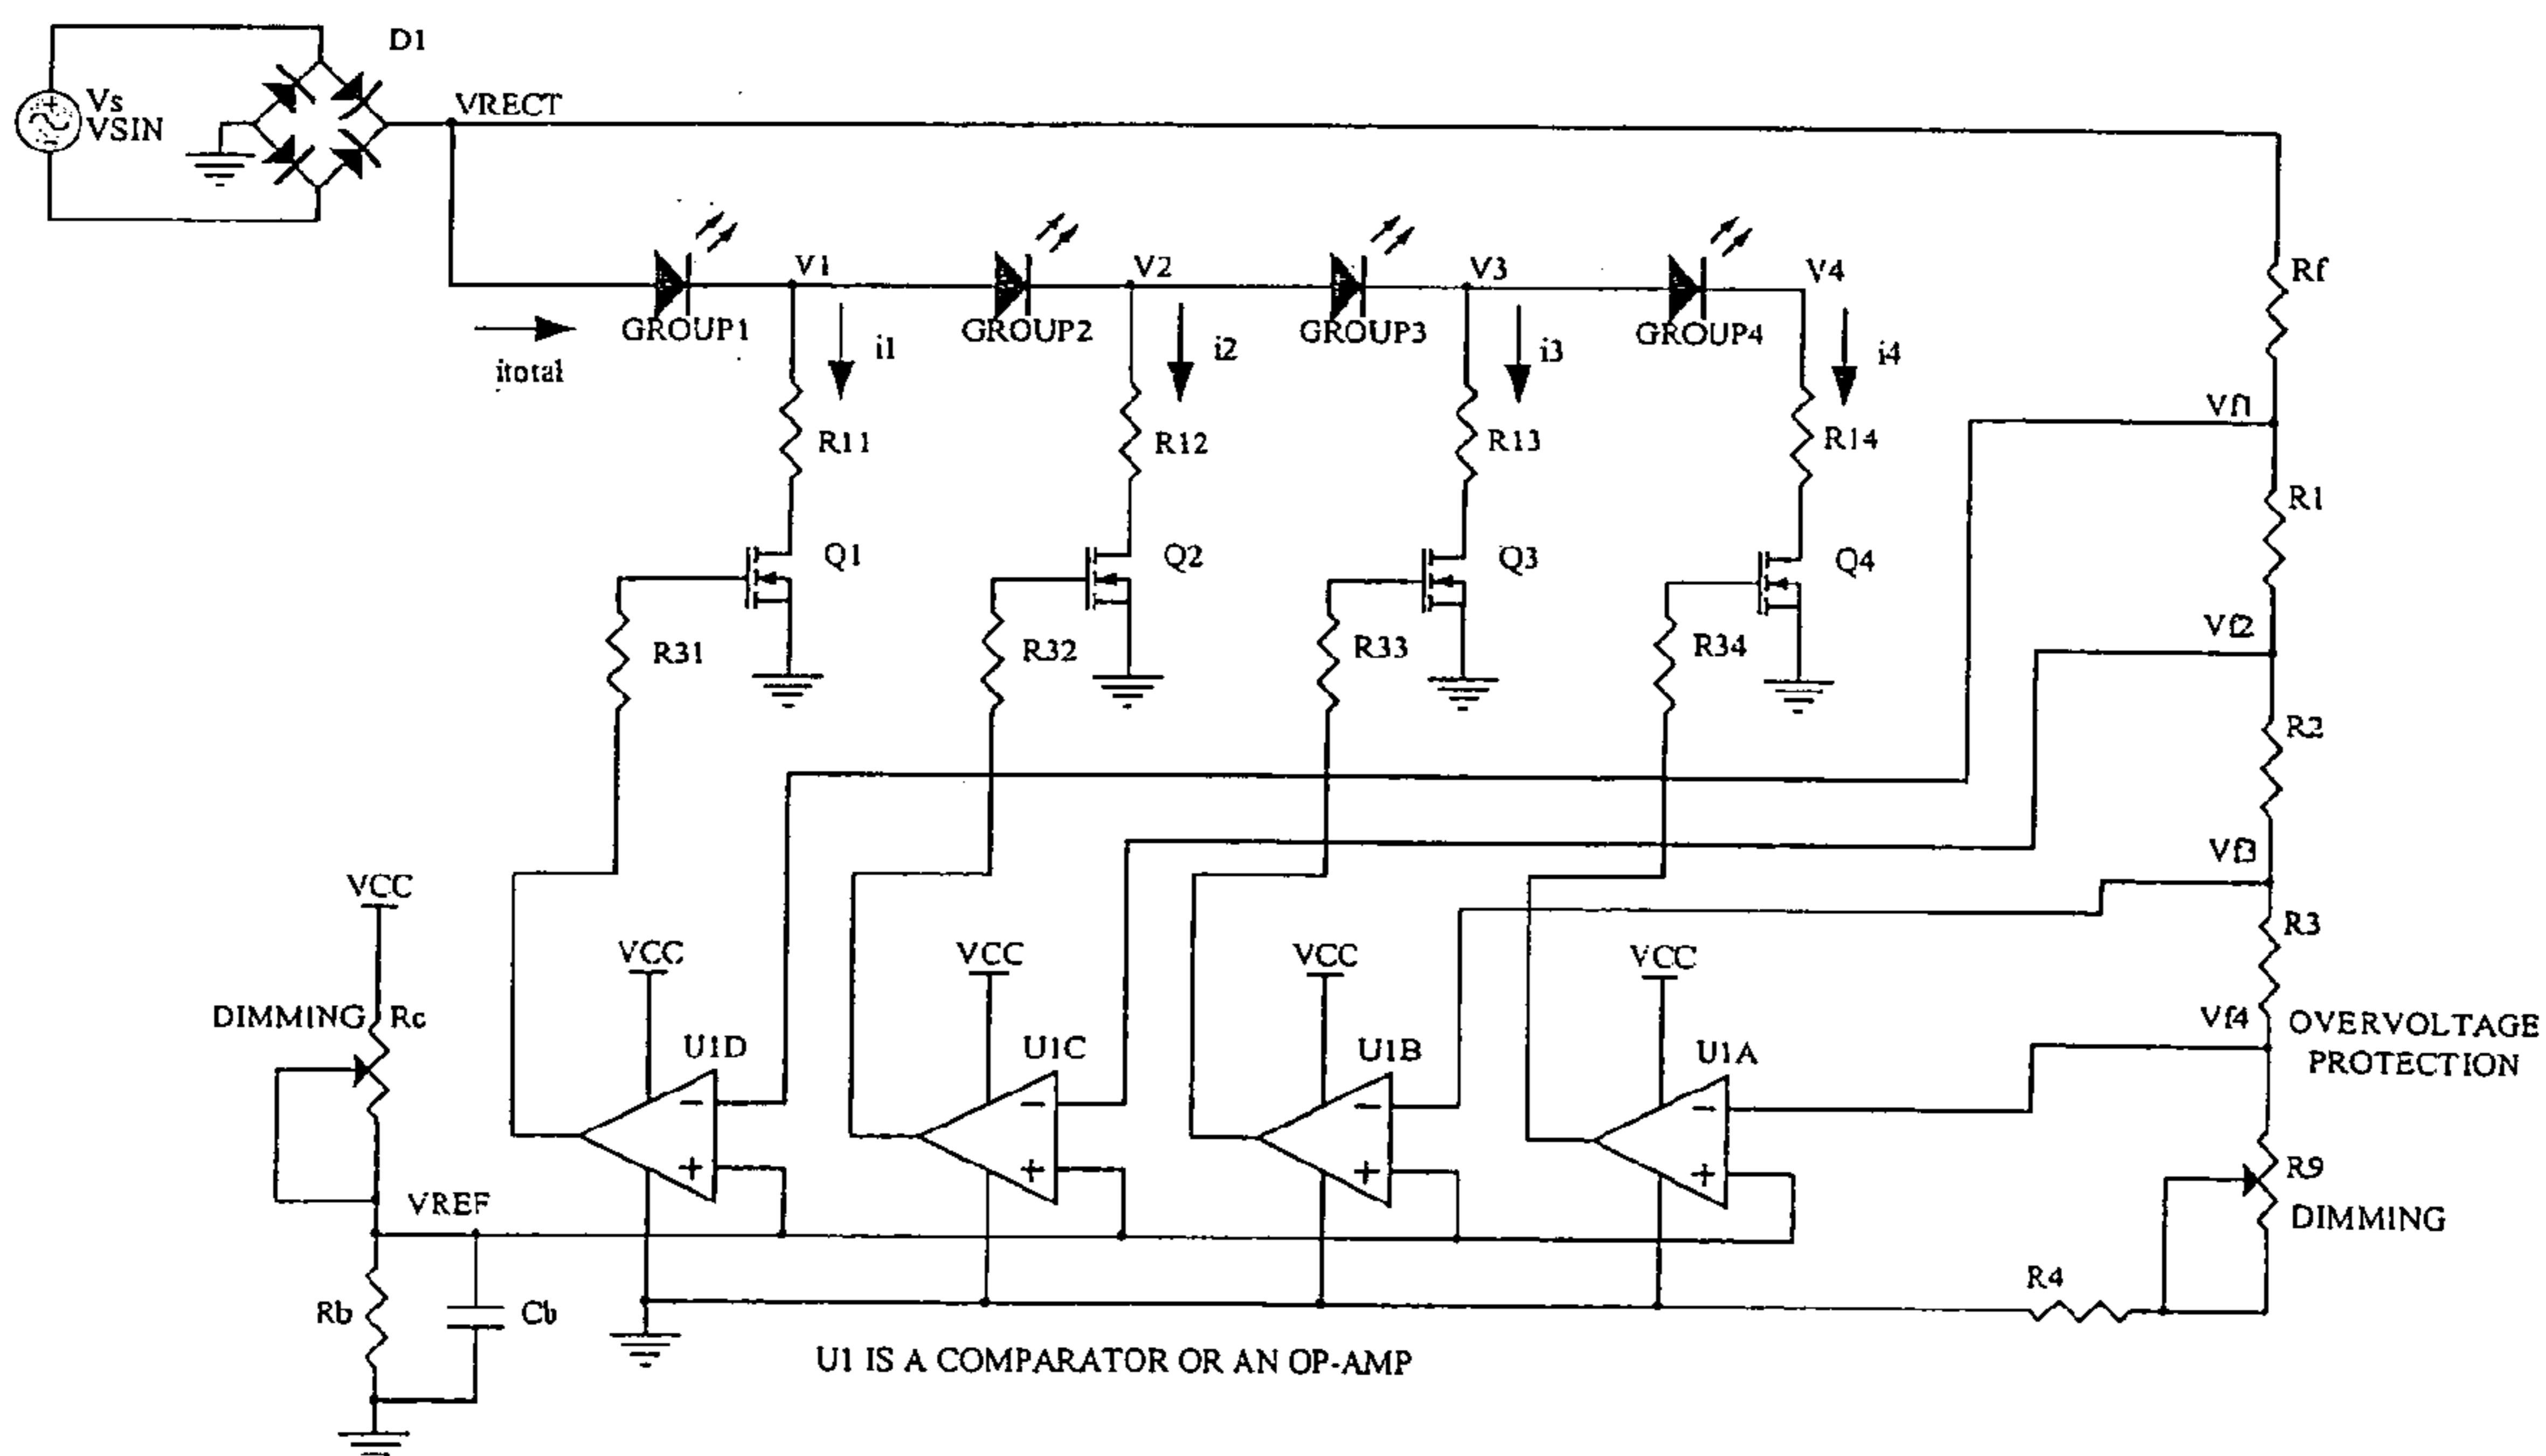 D1
Vs
VSIN
VRECT
V1
V2
V3
V4
Rf
GROUP1
GROUP2
GROUP3
GROUP4
itotal
i1
i2
i3
i4
Vf1
R11
R12
R13
R14
R1
Q1
Q2
Q3
Q4
Vf2
R31
R32
R33
R34
R2
Vf3
VCC
R3
VCC
VCC
VCC
VCC
DIMMING
Rc
Vf4
OVERVOLTAGE
PROTECTION
U1D
U1C
U1B
U1A
−
−
−
−
+
+
+
+
R9
DIMMING
VREF
R4
Rb
Cb
U1 IS A COMPARATOR OR AN OP-AMP